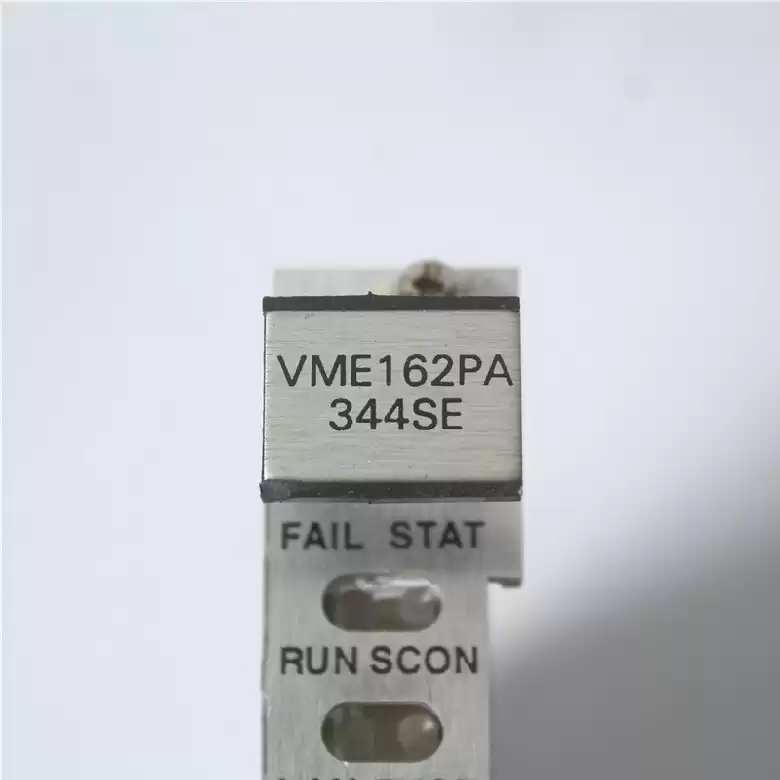 VME162PA
344SE
FAIL STAT
RUN SCON